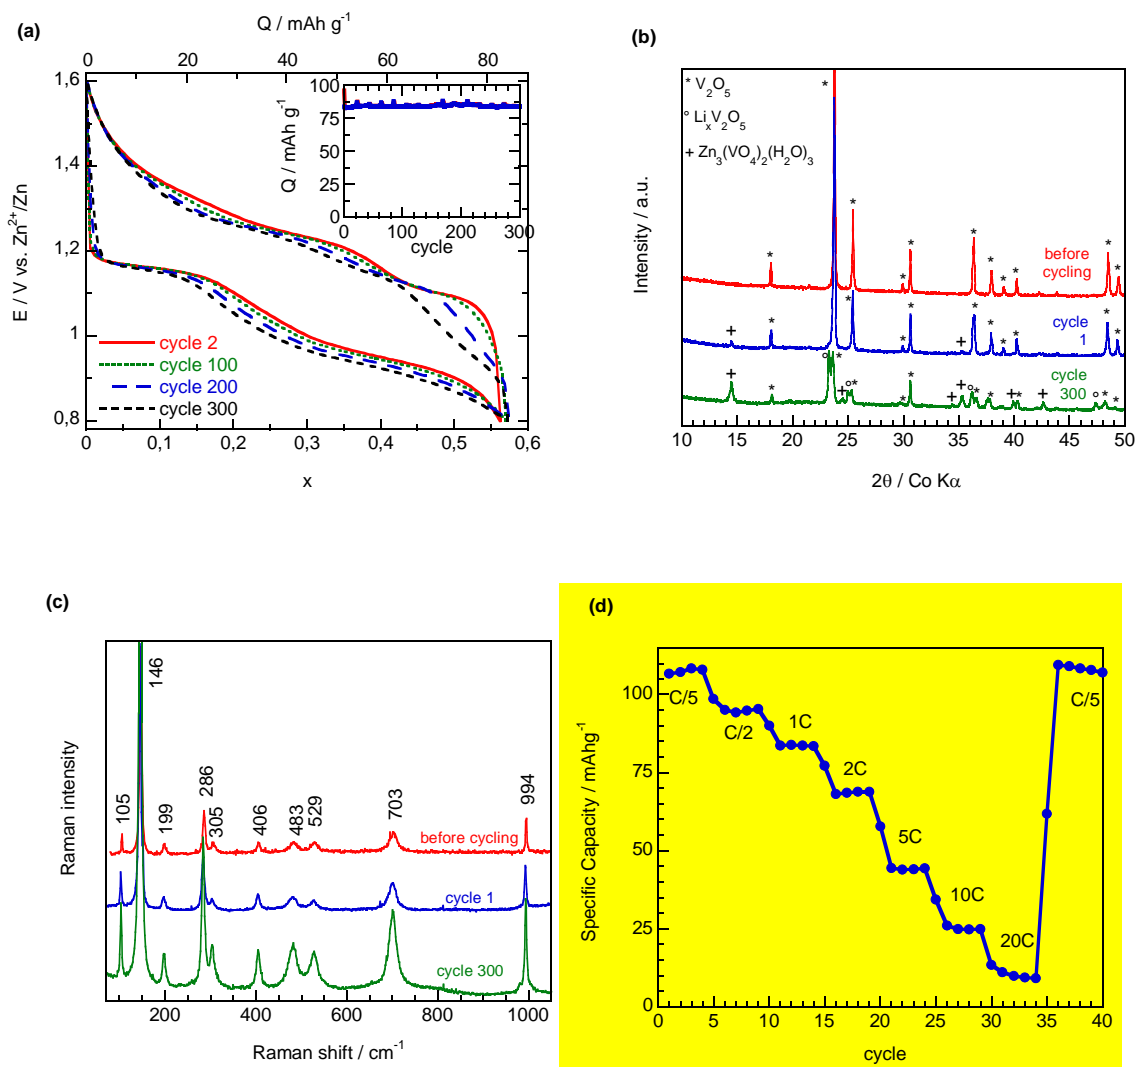 (a)
Q / mAh g-1
0 20 40 60 80
1,6
1,4
1,2
1
0,8
E / V vs. Zn2+/Zn
0 0,1 0,2 0,3 0,4 0,5 0,6
x
cycle 2
cycle 100
cycle 200
cycle 300
100
75
50
25
0
Q / mAh g-1
0 100 200 300
cycle
(b)
* V2O5
° LixV2O5
+ Zn3(VO4)2(H2O)3
Intensity / a.u.
before
cycling
cycle
1
cycle
300
10 15 20 25 30 35 40 45 50
2θ / Co Kα
(c)
Raman intensity
105
146
199
286
305
406
483
529
703
994
before cycling
cycle 1
cycle 300
200 400 600 800 1000
Raman shift / cm-1
(d)
Specific Capacity / mAhg-1
100
75
50
25
0
C/5
C/2
1C
2C
5C
10C
20C
C/5
0 5 10 15 20 25 30 35 40
cycle